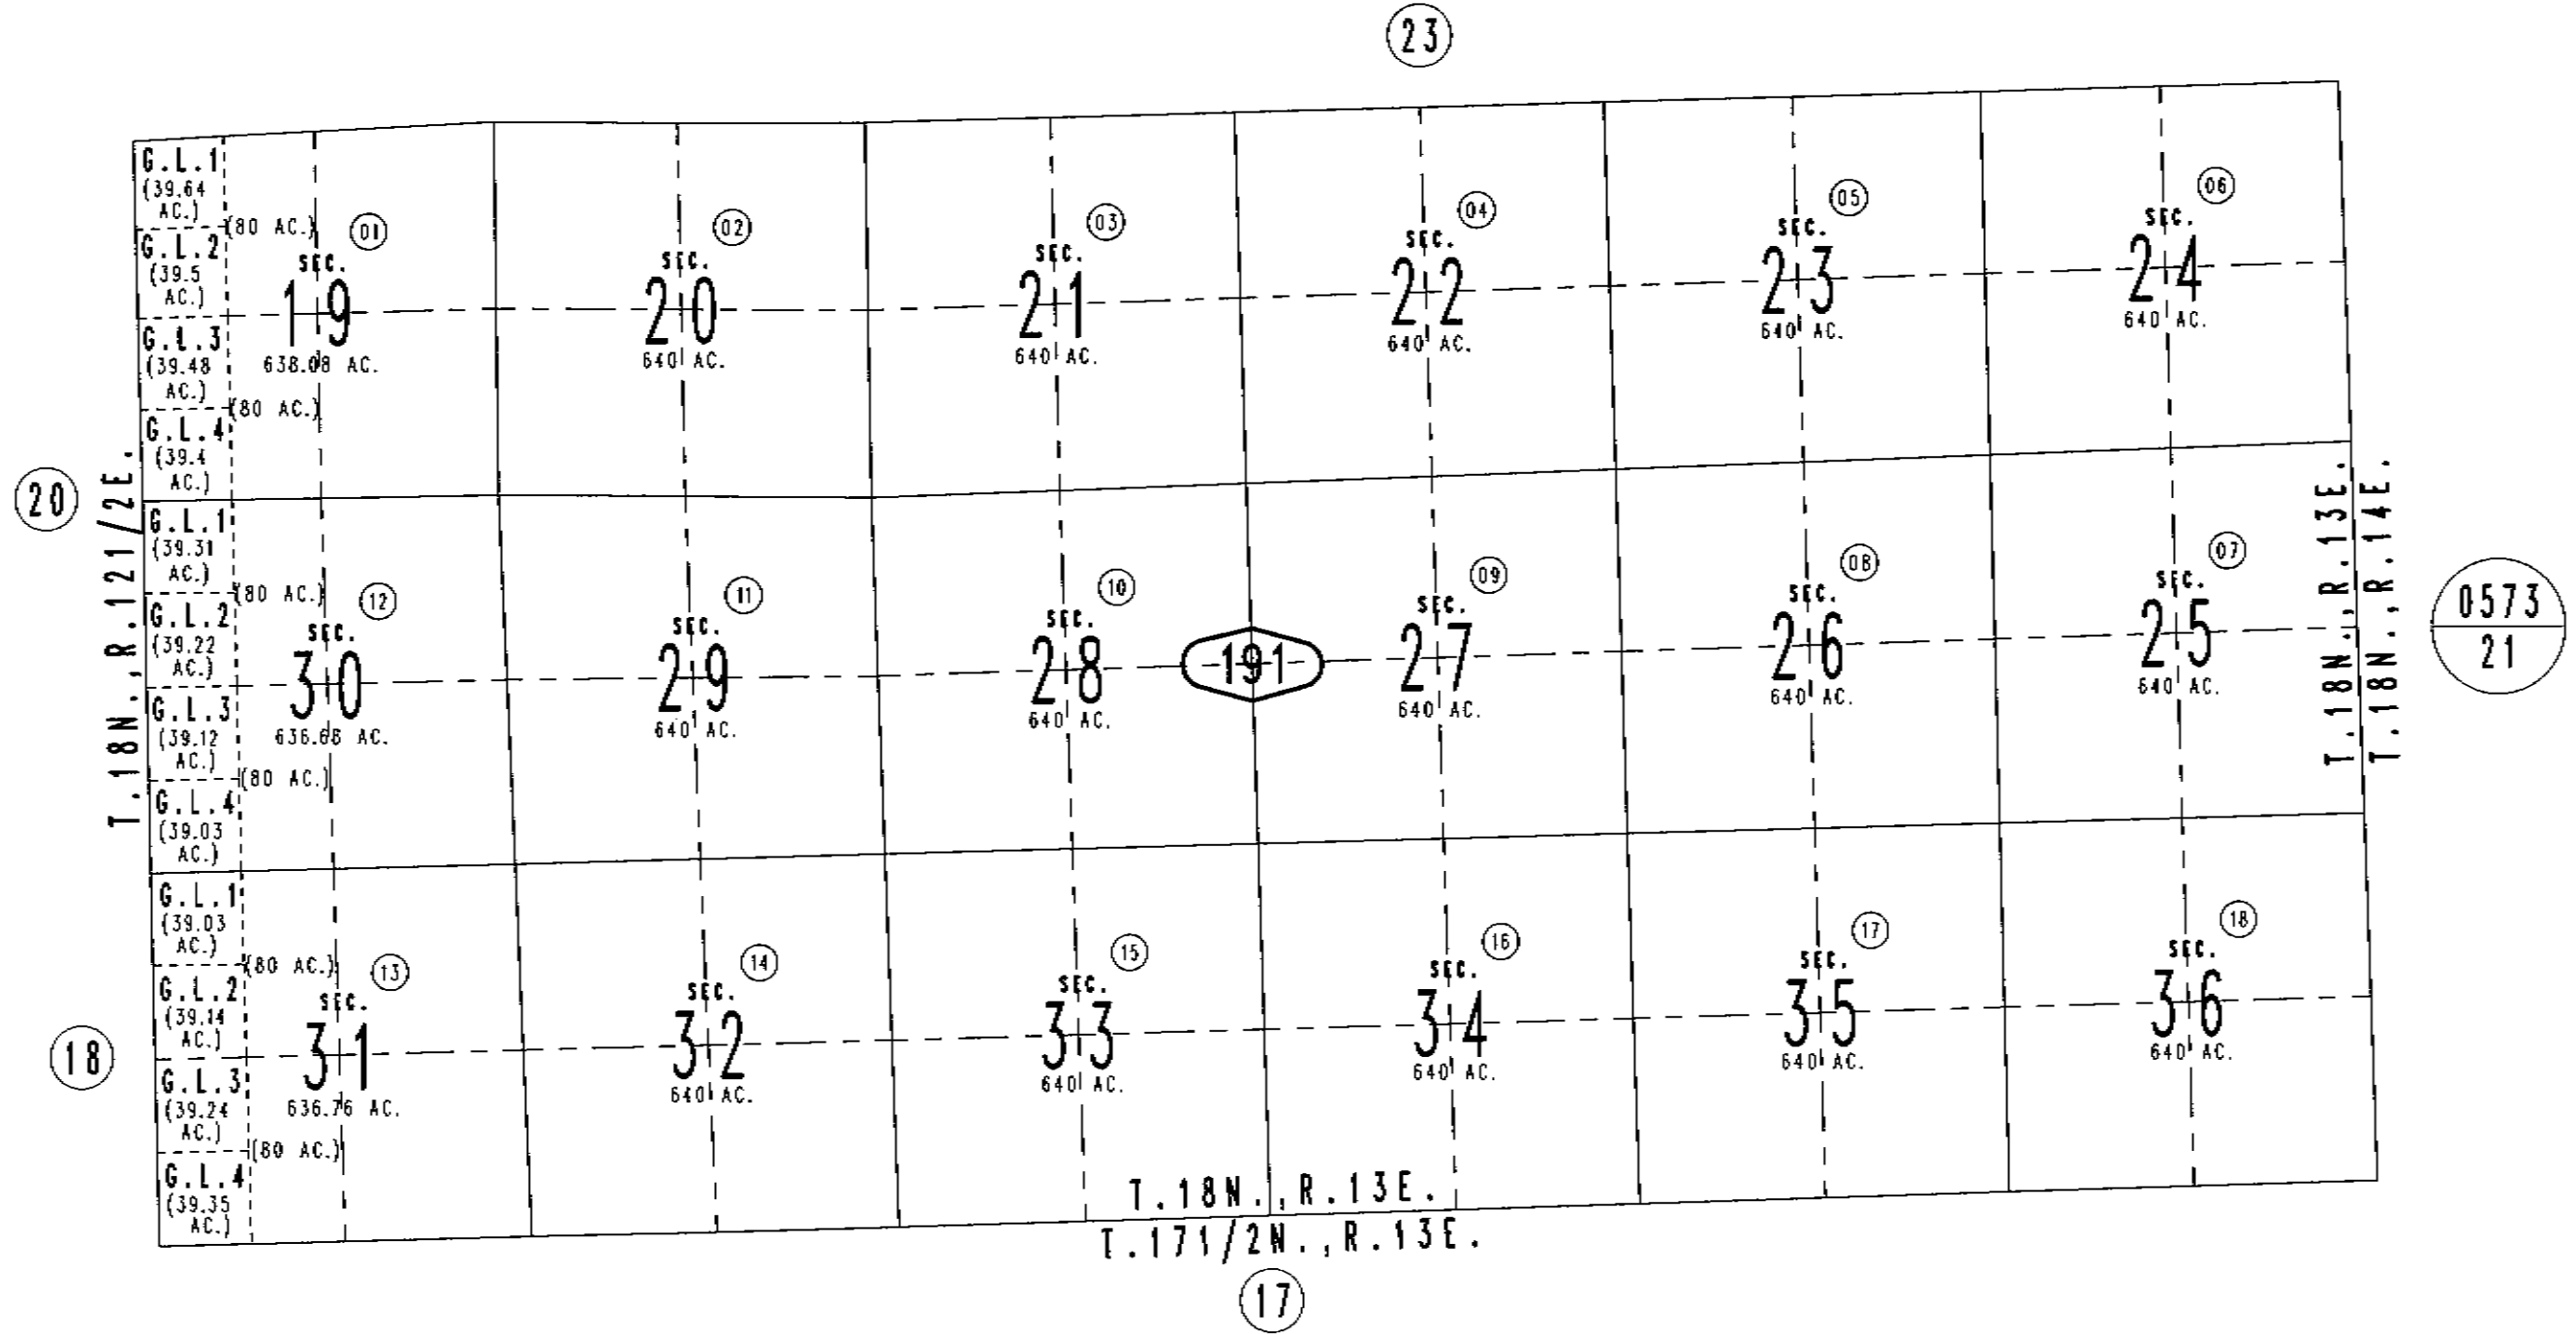 23
G.L.1
(39.64
AC.)
(80 AC.)
G.L.2
(39.5
AC.)
G.L.3
(39.48
AC.)
(80 AC.)
G.L.4
(39.4
AC.)
01
SEC.
19
638.08 AC.
02
SEC.
20
640 AC.
03
SEC.
21
640 AC.
04
SEC.
22
640 AC.
05
SEC.
23
640 AC.
06
SEC.
24
640 AC.
20
T.18N.,R.121/2E.
G.L.1
(39.31
AC.)
(80 AC.)
G.L.2
(39.22
AC.)
G.L.3
(39.12
AC.)
(80 AC.)
G.L.4
(39.03
AC.)
12
SEC.
30
636.68 AC.
11
SEC.
29
640 AC.
10
SEC.
28
640 AC.
191
09
SEC.
27
640 AC.
08
SEC.
26
640 AC.
07
SEC.
25
640 AC.
T.18N.,R.13E.
T.18N.,R.14E.
0573
21
18
G.L.1
(39.03
AC.)
(80 AC.)
G.L.2
(39.14
AC.)
G.L.3
(39.24
AC.)
(80 AC.)
G.L.4
(39.35
AC.)
13
SEC.
31
636.76 AC.
14
SEC.
32
640 AC.
15
SEC.
33
640 AC.
16
SEC.
34
640 AC.
17
SEC.
35
640 AC.
18
SEC.
36
640 AC.
T.18N.,R.13E.
T.171/2N.,R.13E.
17